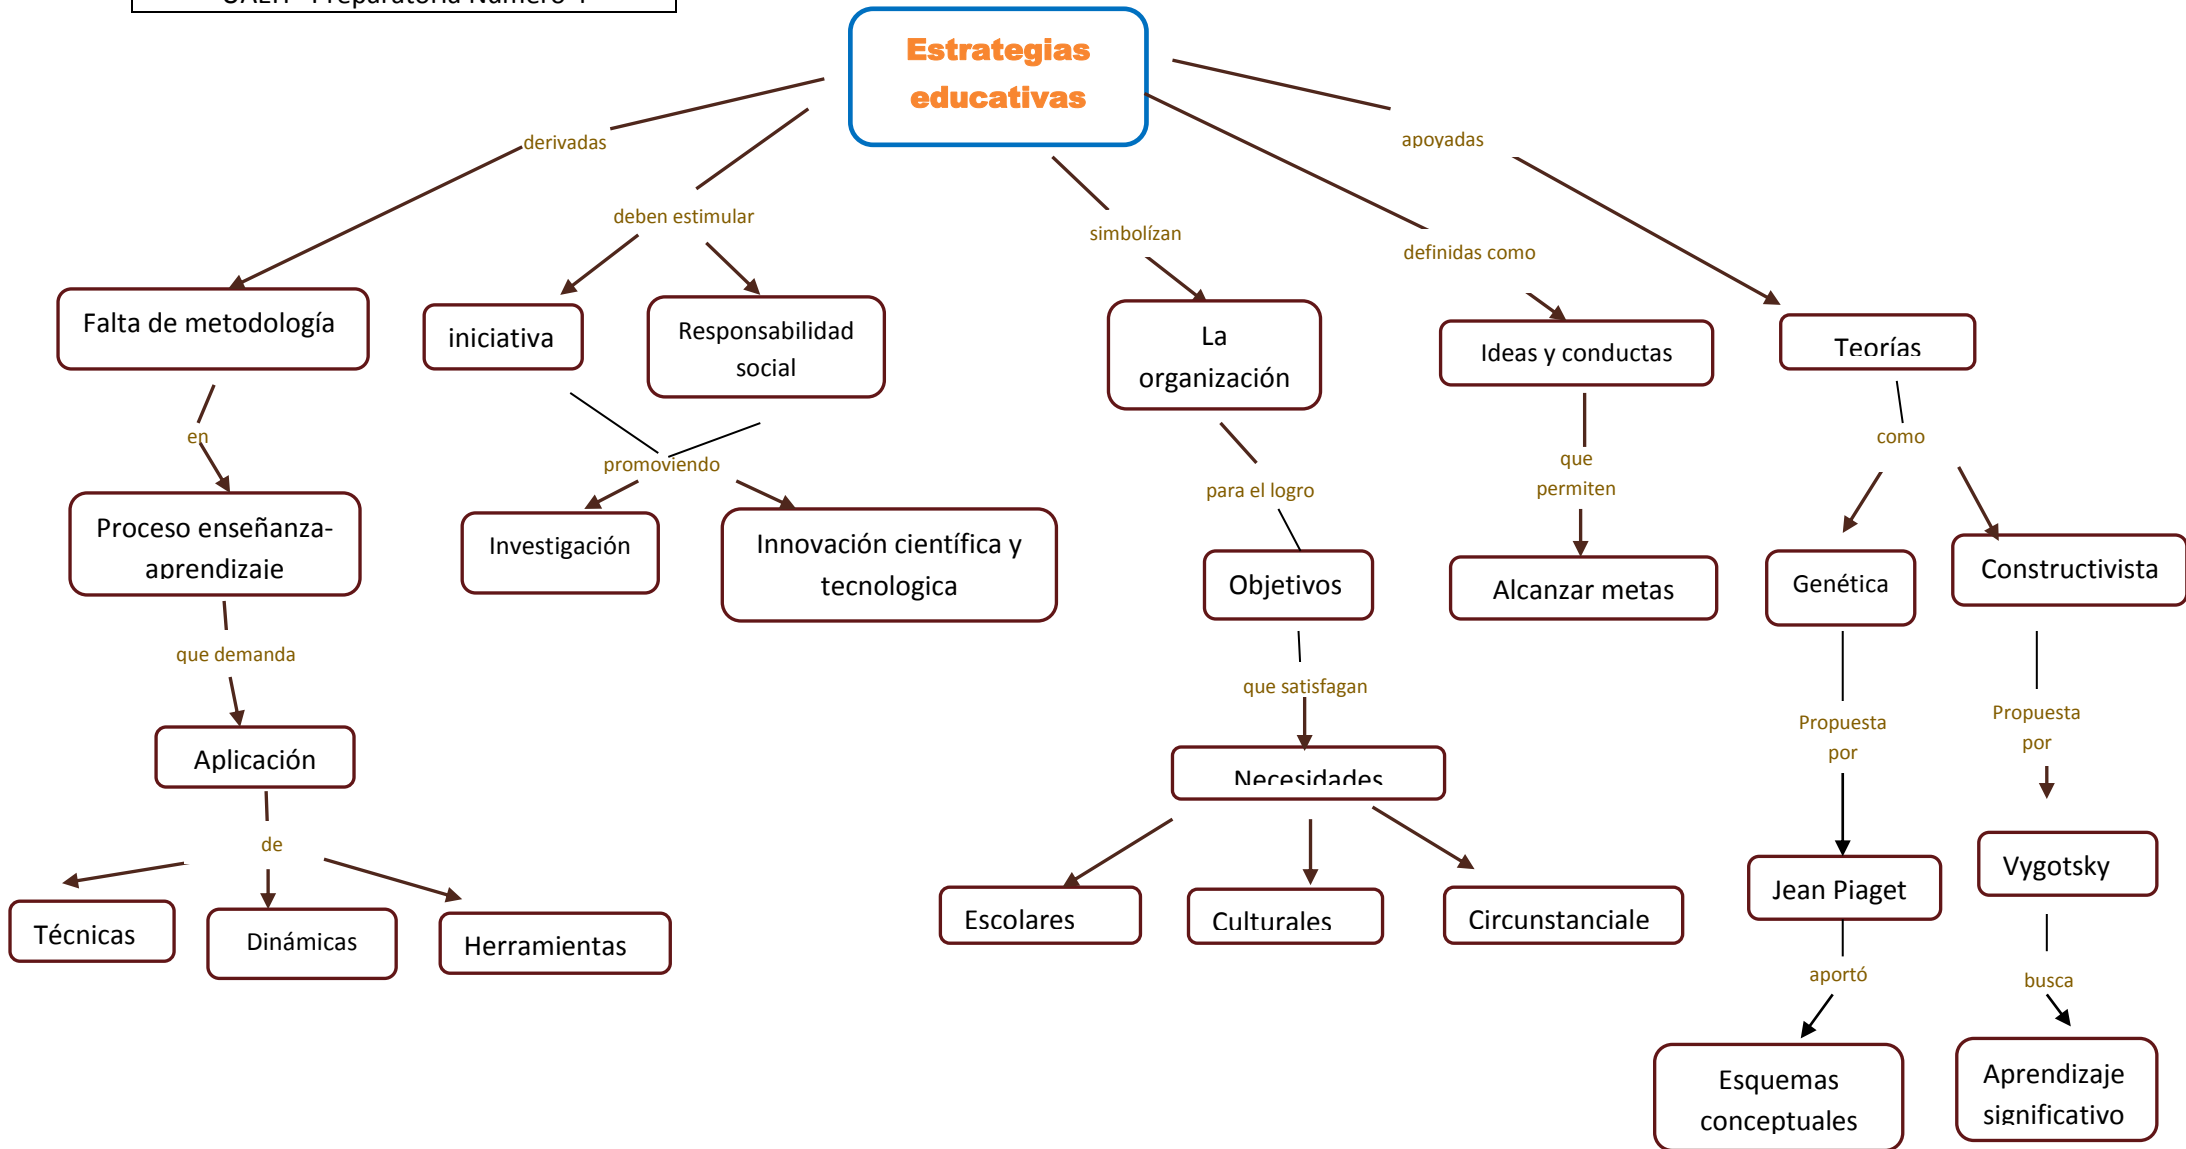 Preparatoria Número 4
Estrategias
educativas
derivadas
apoyadas
deben estimular
simbolízan
definidas como
Falta de metodología
iniciativa
Responsabilidad
social
La
organización
Ideas y conductas
Teorías
en
promoviendo
para el logro
que
permiten
como
Proceso enseñanza-
aprendizaje
Investigación
Innovación científica y
tecnologica
Objetivos
Alcanzar metas
Genética
Constructivista
que demanda
que satisfagan
Propuesta
por
Propuesta
por
Aplicación
Necesidades
de
Técnicas
Dinámicas
Herramientas
Escolares
Culturales
Circunstanciale
Jean Piaget
Vygotsky
aportó
busca
Esquemas
conceptuales
Aprendizaje
significativo